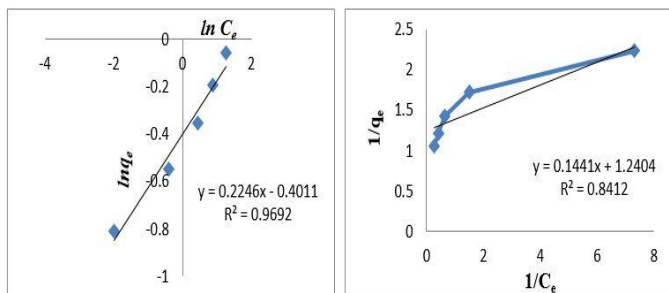 ln Ce
0
-4
-2
0
2
-0.2
-0.4
-0.6
-0.8
-1
lnqe
y = 0.2246x - 0.4011
R² = 0.9692
2.5
2
1.5
1
0.5
0
1/qe
y = 0.1441x + 1.2404
R² = 0.8412
0
2
4
6
8
1/Ce